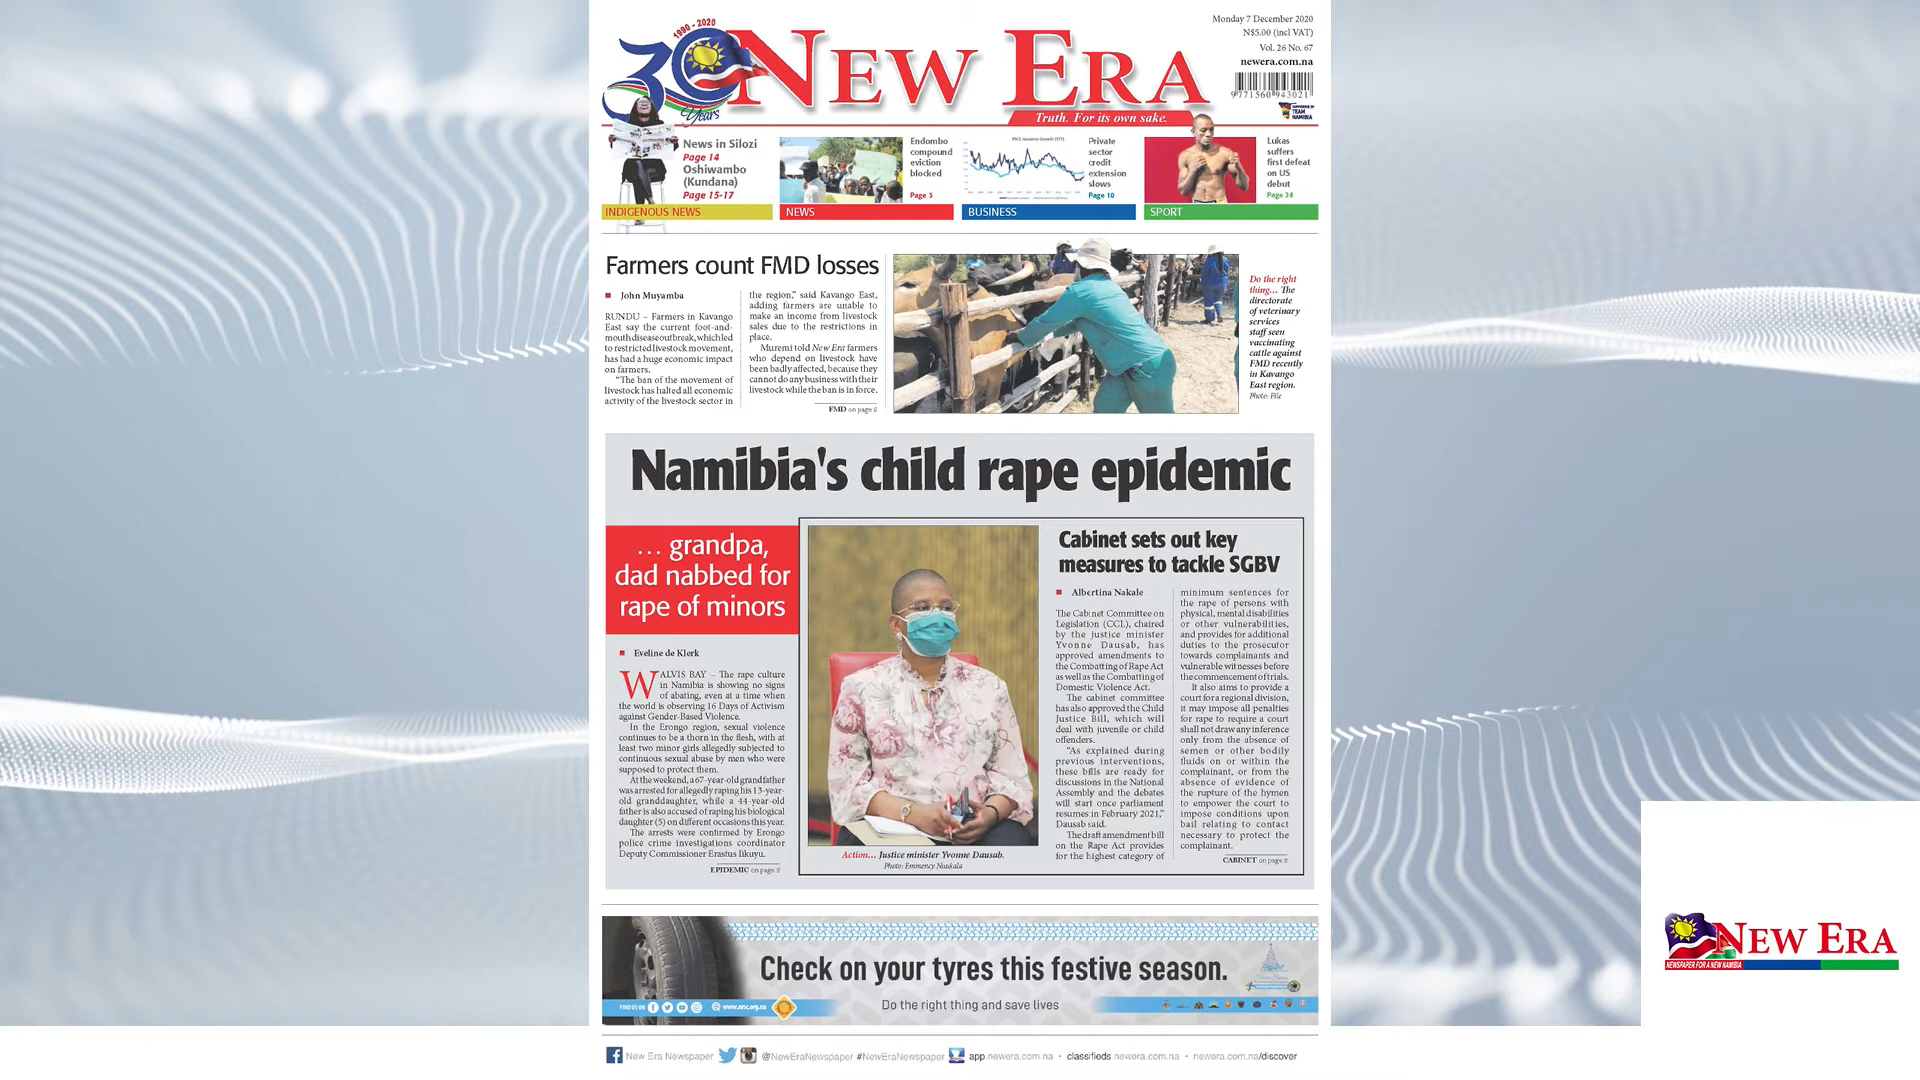 1990 - 2020
30
Years
NEW ERA
Truth. For its own sake.
Monday 7 December 2020
N$5.00 (incl VAT)
Vol. 26 No. 67
newera.com.na
9771560943021
TEAM
NAMIBIA
News in Silozi
Page 14
Oshiwambo
(Kundana)
Page 15-17
INDIGENOUS NEWS
Endombo
compound
eviction
blocked
Page 3
NEWS
Private
sector
credit
extension
slows
Page 10
BUSINESS
Lukas
suffers
first defeat
on US
debut
Page 24
SPORT
Farmers count FMD losses
John Muyamba
RUNDU – Farmers in Kavango
East say the current foot-and-
mouth disease outbreak, which led
to restricted livestock movement,
has had a huge economic impact
on farmers.
"The ban of the movement of
livestock has halted all economic
activity of the livestock sector in
the region," said Kavango East,
adding farmers are unable to
make an income from livestock
sales due to the restrictions in
place.
Muremi told New Era farmers
who depend on livestock have
been badly affected, because they
cannot do any business with their
livestock while the ban is in force.
FMD on page 2
Do the right
thing... The
directorate
of veterinary
services
staff seen
vaccinating
cattle against
FMD recently
in Kavango
East region.
Photo: File
Namibia's child rape epidemic
... grandpa,
dad nabbed for
rape of minors
Eveline de Klerk
WALVIS BAY – The rape culture
in Namibia is showing no signs
of abating, even at a time when
the world is observing 16 Days of Activism
against Gender-Based Violence.
In the Erongo region, sexual violence
continues to be a thorn in the flesh, with at
least two minor girls allegedly subjected to
continuous sexual abuse by men who were
supposed to protect them.
At the weekend, a 67-year-old grandfather
was arrested for allegedly raping his 13-year-
old granddaughter, while a 44-year-old
father is also accused of raping his biological
daughter (5) on different occasions this year.
The arrests were confirmed by Erongo
police crime investigations coordinator
Deputy Commissioner Erastus Iikuyu.
EPIDEMIC on page 2
Action... Justice minister Yvonne Dausab.
Photo: Emmency Nuukala
Cabinet sets out key
measures to tackle SGBV
Albertina Nakale
The Cabinet Committee on
Legislation (CCL), chaired
by the justice minister
Yvonne Dausab, has
approved amendments to
the Combatting of Rape Act
as well as the Combatting of
Domestic Violence Act.
The cabinet committee
has also approved the Child
Justice Bill, which will
deal with juvenile or child
offenders.
"As explained during
previous interventions,
these bills are ready for
discussions in the National
Assembly and the debates
will start once parliament
resumes in February 2021,"
Dausab said.
The draft amendment bill
on the Rape Act provides
for the highest category of
minimum sentences for
the rape of persons with
physical, mental disabilities
or other vulnerabilities,
and provides for additional
duties to the prosecutor
towards complainants and
vulnerable witnesses before
the commencement of trials.
It also aims to provide a
court for a regional division,
it may impose all penalties
for rape to require a court
shall not draw any inference
only from the absence of
semen or other bodily
fluids on or within the
complainant, or from the
absence of evidence of
the rupture of the hymen
to empower the court to
impose conditions upon
bail relating to contact
necessary to protect the
complainant.
CABINET on page 2
Check on your tyres this festive season.
Do the right thing and save lives
FIND US ON
www.nrsc.org.na
New Era Newspaper
@NewEraNewspaper #NewEraNewspaper
app.newera.com.na • classifieds.newera.com.na • newera.com.na/discover
NEW ERA
NEWSPAPER FOR A NEW NAMIBIA